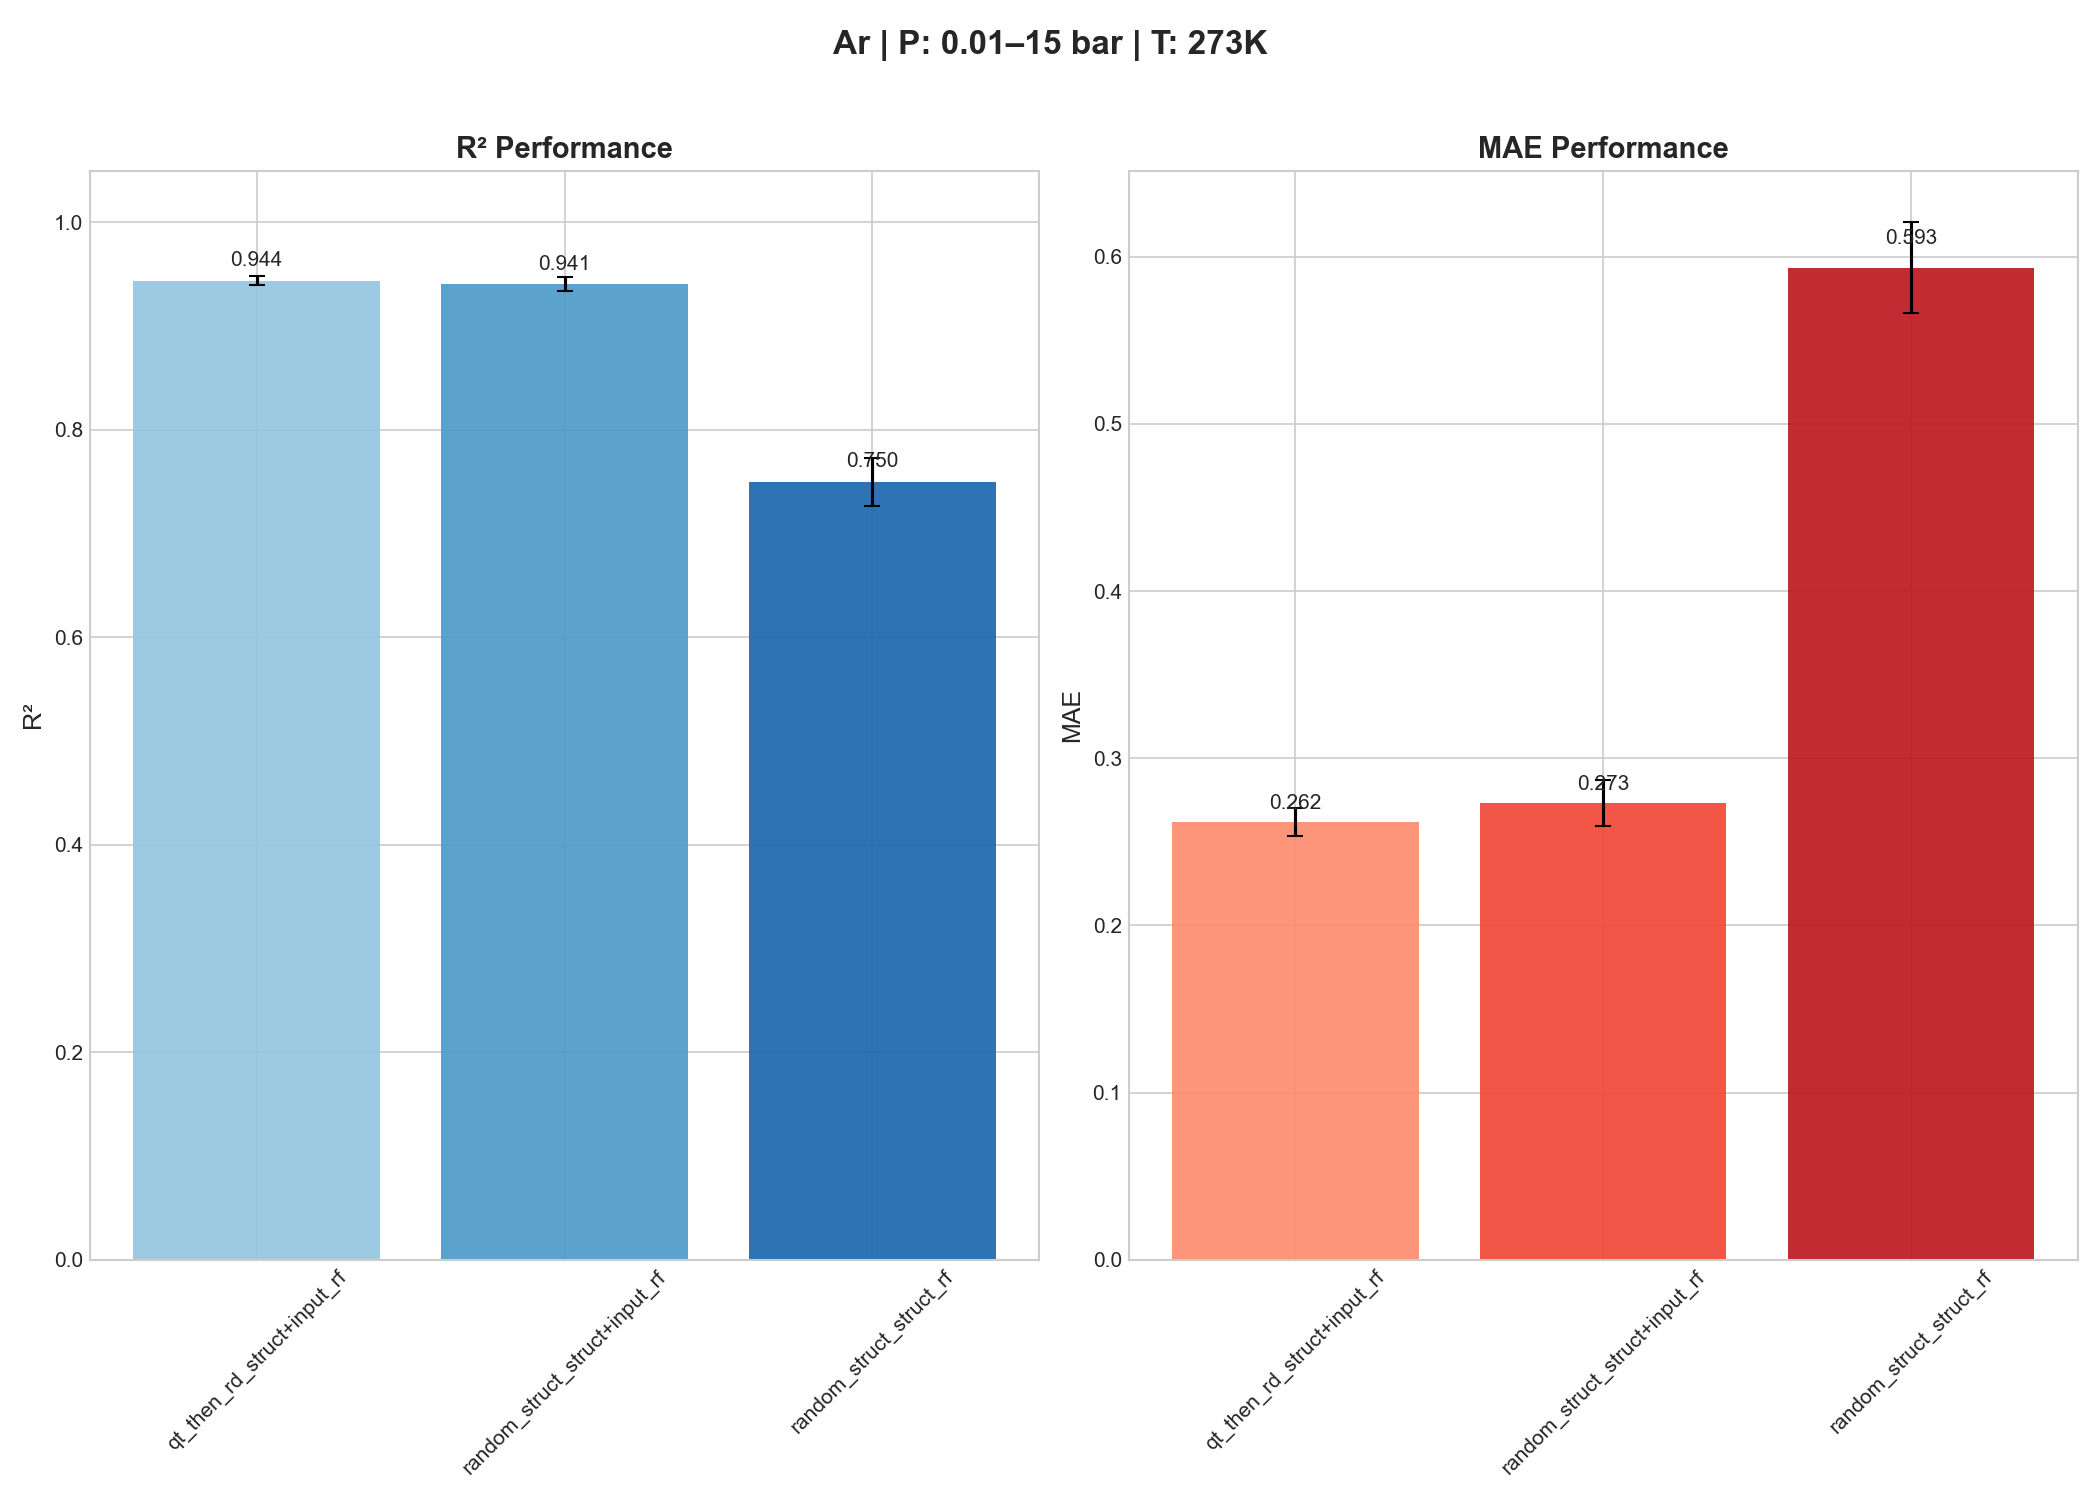 Ar | P: 0.01–15 bar | T: 273K
R² Performance
R²
1.0
0.8
0.6
0.4
0.2
0.0
0.944
0.941
0.750
qt_then_rd_struct+input_rf
random_struct_struct+input_rf
random_struct_struct_rf
MAE Performance
MAE
0.6
0.5
0.4
0.3
0.2
0.1
0.0
0.262
0.273
0.593
qt_then_rd_struct+input_rf
random_struct_struct+input_rf
random_struct_struct_rf